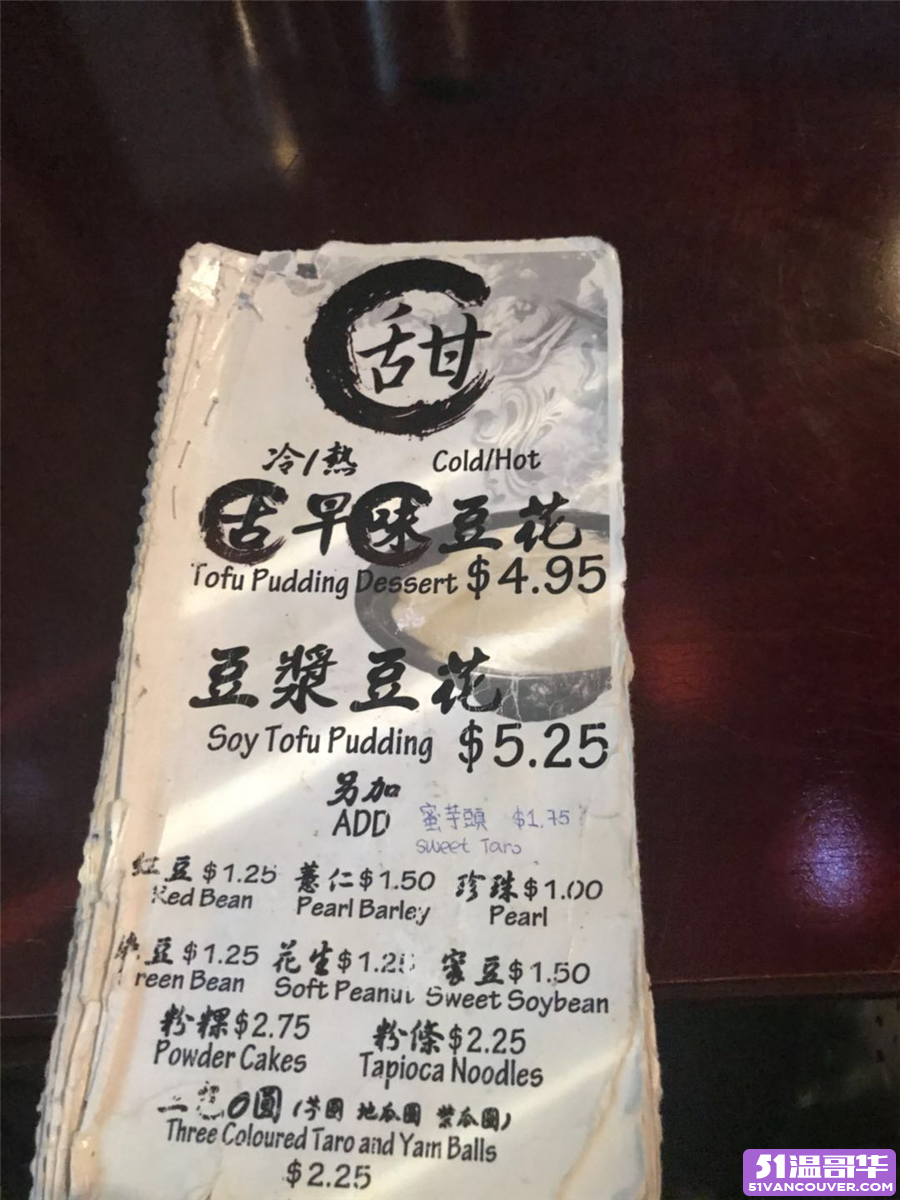 甜
冷/熱 Cold/Hot
古早味豆花
Tofu Pudding Dessert $4.95
豆漿豆花
Soy Tofu Pudding $5.25
另加
ADD
蜜芋頭 $1.75
Sweet Taro
紅豆 $1.25 薏仁 $1.50 珍珠 $1.00
Red Bean Pearl Barley Pearl
豆 $1.25 花生 $1.25 蜜豆 $1.50
reen Bean Soft Peanut Sweet Soybean
粉粿 $2.75 粉條 $2.25
Powder Cakes Tapioca Noodles
圓 (芋圓 地瓜圓 紫瓜圓)
Three Coloured Taro and Yam Balls
$2.25
51温哥华
51VANCOUVER.COM